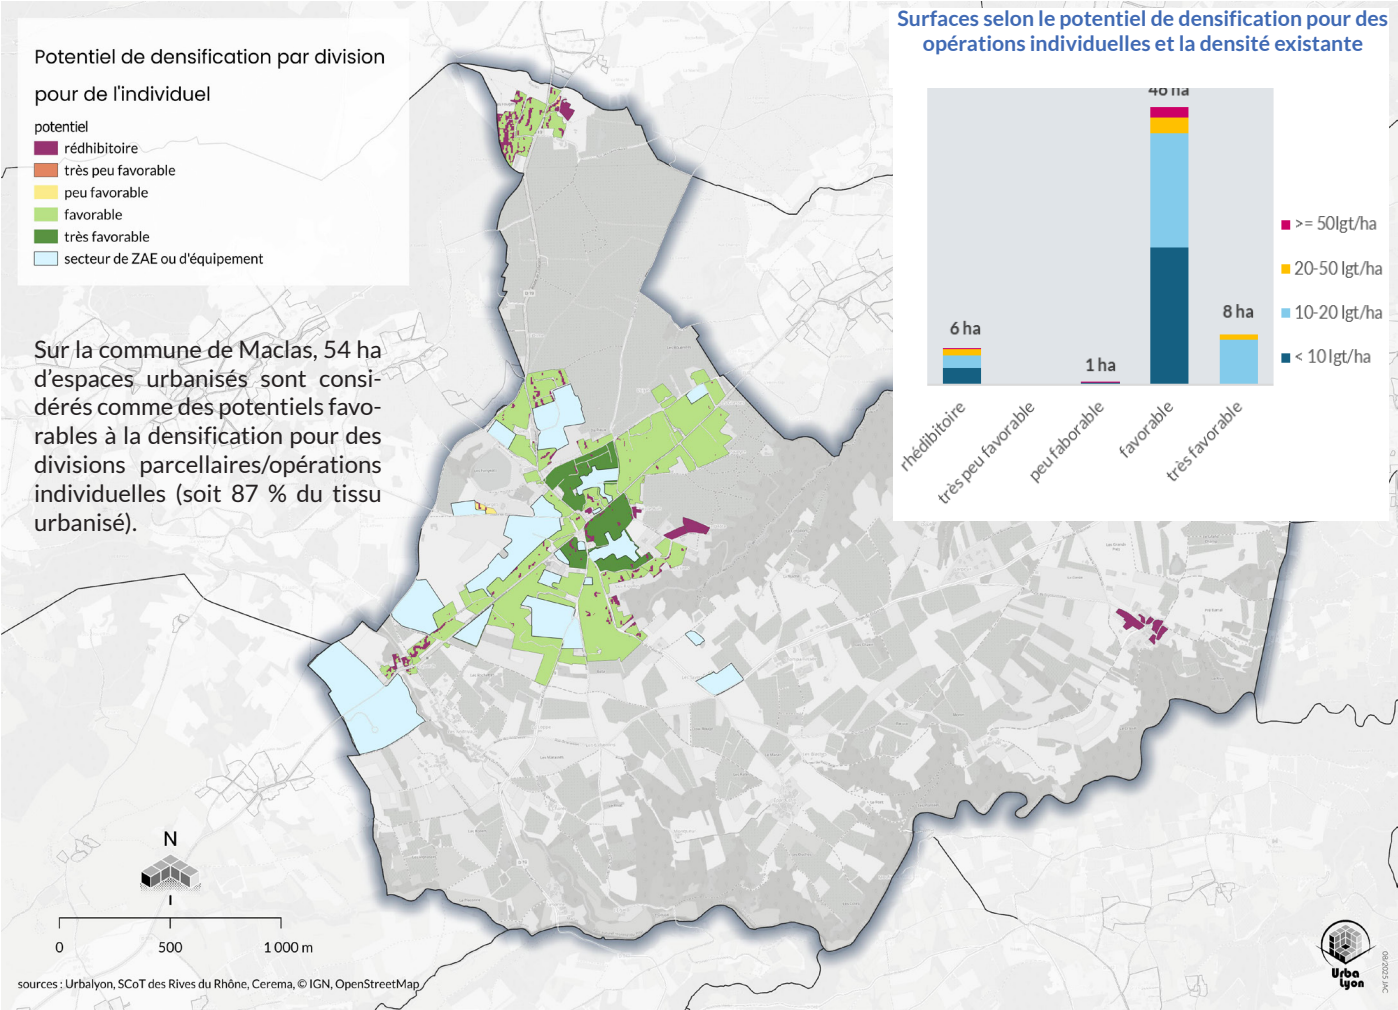 Potentiel de densification par division
pour de l'individuel
potentiel
rédhibitoire
très peu favorable
peu favorable
favorable
très favorable
secteur de ZAE ou d'équipement
Sur la commune de Maclas, 54 ha
d'espaces urbanisés sont consi-
dérés comme des potentiels favo-
rables à la densification pour des
divisions parcellaires/opérations
individuelles (soit 87 % du tissu
urbanisé).
Surfaces selon le potentiel de densification pour des
opérations individuelles et la densité existante
46 ha
8 ha
6 ha
1 ha
>= 50lgt/ha
20-50 lgt/ha
10-20 lgt/ha
< 10 lgt/ha
rhédibitoire
très peu favorable
peu faborable
favorable
très favorable
N
0 500 1 000 m
sources : Urbalyon, SCoT des Rives du Rhône, Cerema, © IGN, OpenStreetMap
Urba
Lyon
08/2025 JAC